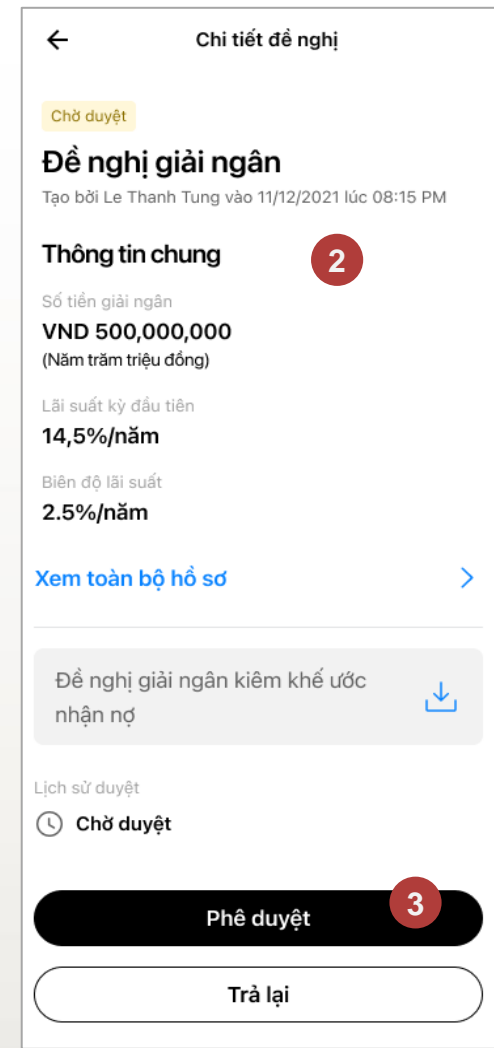 Chi tiết đề nghị
Chờ duyệt
Đề nghị giải ngân
Tạo bởi Le Thanh Tung vào 11/12/2021 lúc 08:15 PM
Thông tin chung
2
Số tiền giải ngân
VND 500,000,000
(Năm trăm triệu đồng)
Lãi suất kỳ đầu tiên
14,5%/năm
Biên độ lãi suất
2.5%/năm
Xem toàn bộ hồ sơ
Đề nghị giải ngân kiêm khế ước
nhận nợ
Lịch sử duyệt
Chờ duyệt
Phê duyệt
3
Trả lại